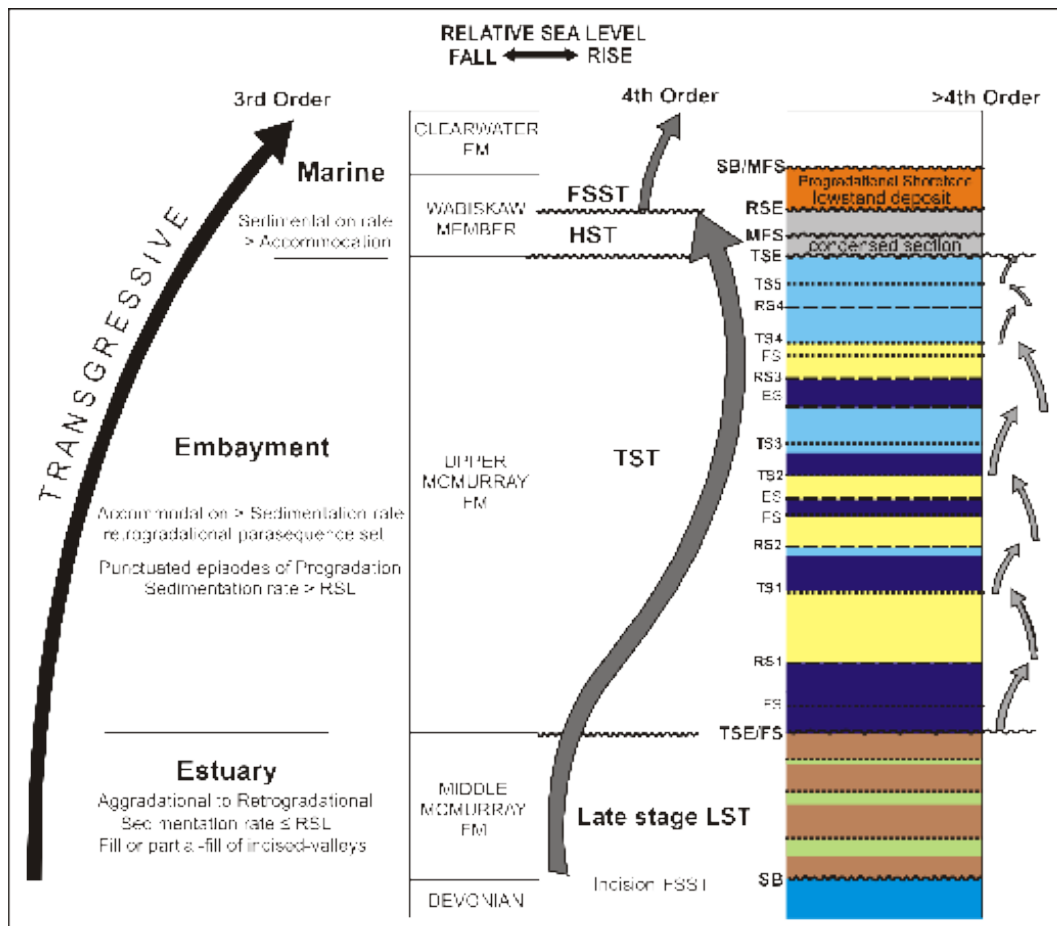 RELATIVE SEA LEVEL
FALL RISE
3rd Order
4th Order
>4th Order
TRANSGRESSIVE
Marine
Sedimentation rate
> Accommocation
Embayment
Accommodation > Sedimentation rate
retrogradational parasequence set
Punctuated episodes of Progradation
Sedimentation rate > RSL
Estuary
Aggradational to Retrogradational
Sedimentation rate ≤ RSL
Fill or partial-fill of incised-valleys
CLEARWATER
FM
WABISKAW
MEMBER
UPPER
MCMURRAY
FM
MIDDLE
MCMURRAY
FM
DEVONIAN
FSST
HST
TST
Late stage LST
Incision FSST
SB/MFS
Progradational Shoreface
lowstand deposit
RSE
MFS
condensed section
TSE
TS5
RS4
TS4
FS
RS3
ES
TS3
TS2
ES
FS
RS2
TS1
RS1
FS
TSE/FS
SB